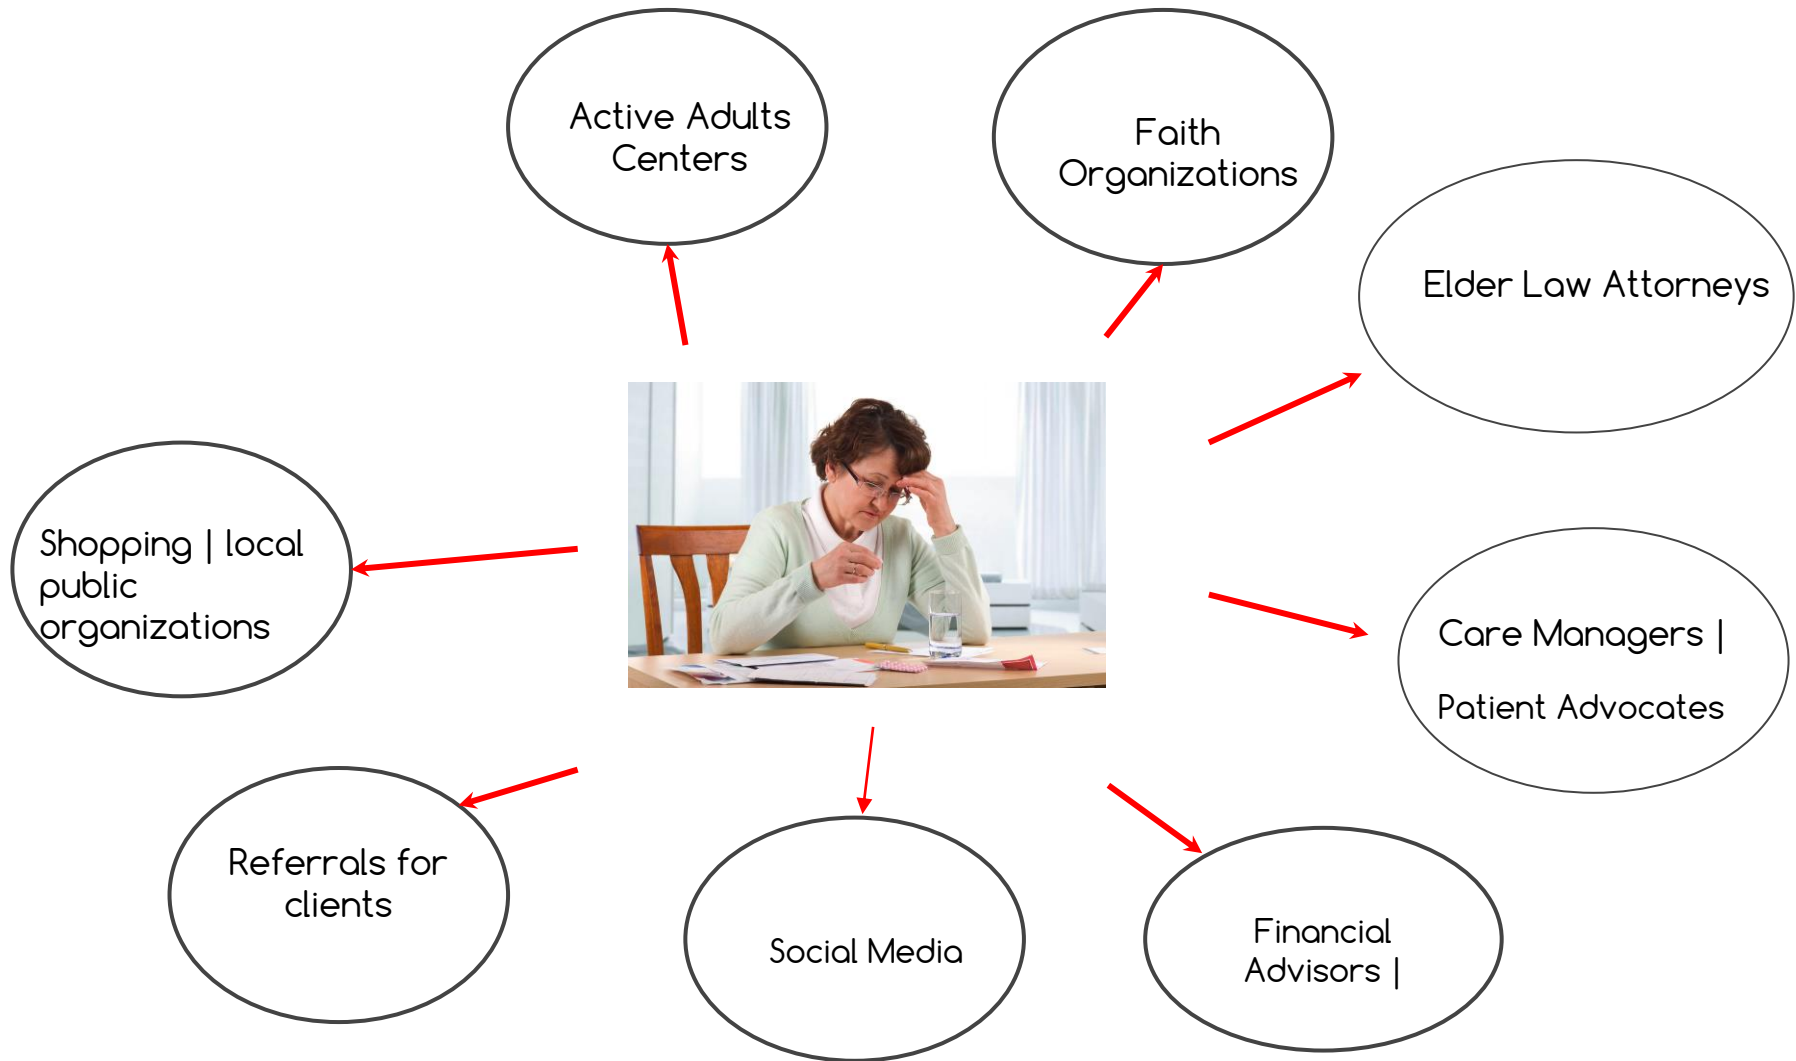 Active Adults
Centers
Faith
Organizations
Elder Law Attorneys
Shopping | local
public
organizations
Care Managers |
Patient Advocates
Referrals for
clients
Social Media
Financial
Advisors |